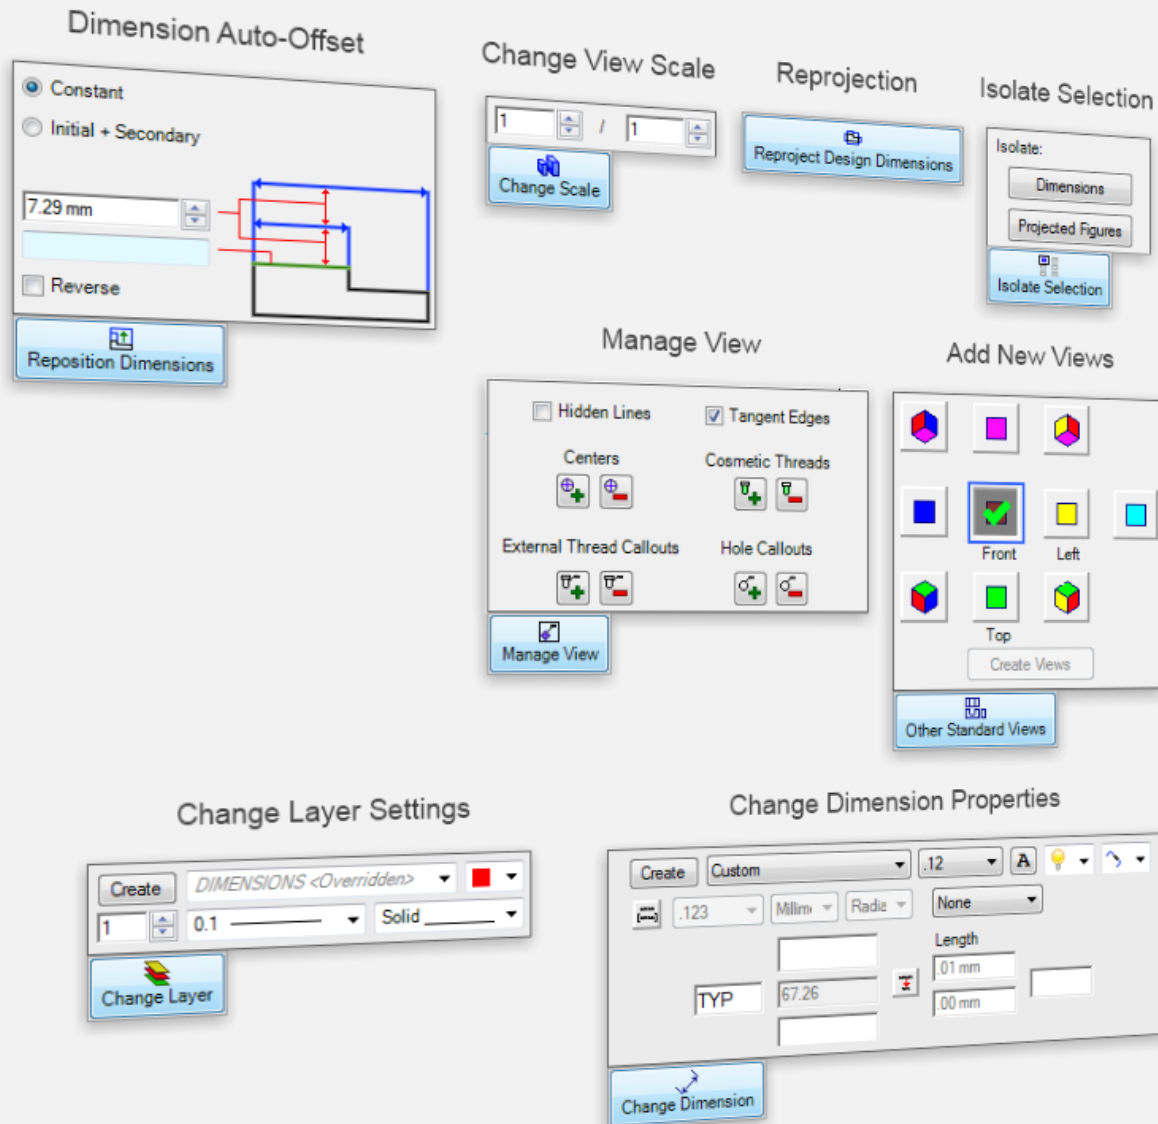 Dimension Auto-Offset
Constant
Initial + Secondary
7.29 mm
Reverse
Reposition Dimensions
Change View Scale
1 / 1
Change Scale
Reprojection
Reproject Design Dimensions
Isolate Selection
Isolate:
Dimensions
Projected Figures
Isolate Selection
Manage View
Hidden Lines Tangent Edges
Centers Cosmetic Threads
External Thread Callouts Hole Callouts
Manage View
Add New Views
Front Left
Top
Create Views
Other Standard Views
Change Layer Settings
Create DIMENSIONS <Overridden>
1 0.1 Solid
Change Layer
Change Dimension Properties
Create Custom .12 A
.123 Millim Radia None
Length
.01 mm
TYP 67.26
.00 mm
Change Dimension